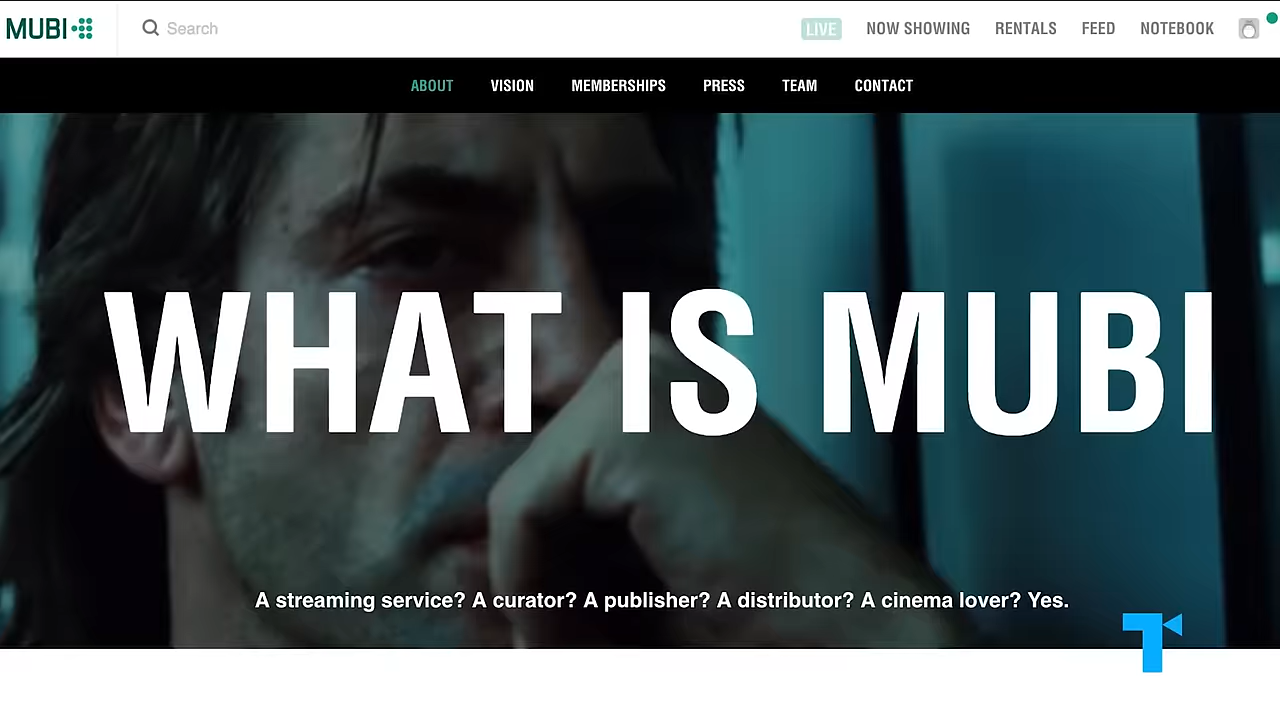 MUBI
Search
LIVE
NOW SHOWING
RENTALS
FEED
NOTEBOOK
ABOUT
VISION
MEMBERSHIPS
PRESS
TEAM
CONTACT
WHAT IS MUBI
A streaming service? A curator? A publisher? A distributor? A cinema lover? Yes.